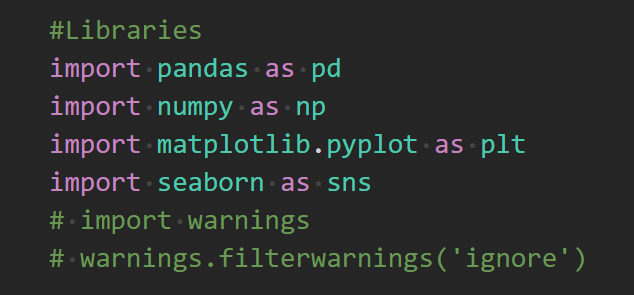 #Libraries
import pandas as pd
import numpy as np
import matplotlib.pyplot as plt
import seaborn as sns
# import warnings
# warnings.filterwarnings('ignore')